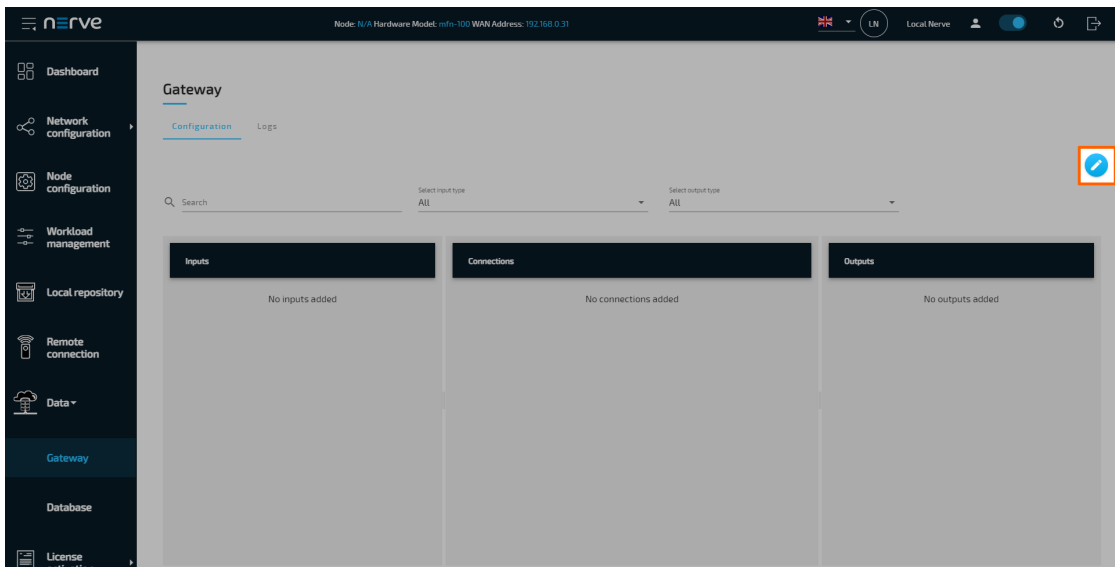 nerve
Node: N/A Hardware Model: mfn-100 WAN Address: 192.168.0.31
LN
Local Nerve
Dashboard
Network
configuration
Node
configuration
Workload
management
Local repository
Remote
connection
Data
Gateway
Database
License
Gateway
Configuration Logs
Search
Select input type
All
Select output type
All
Inputs
Connections
Outputs
No inputs added
No connections added
No outputs added